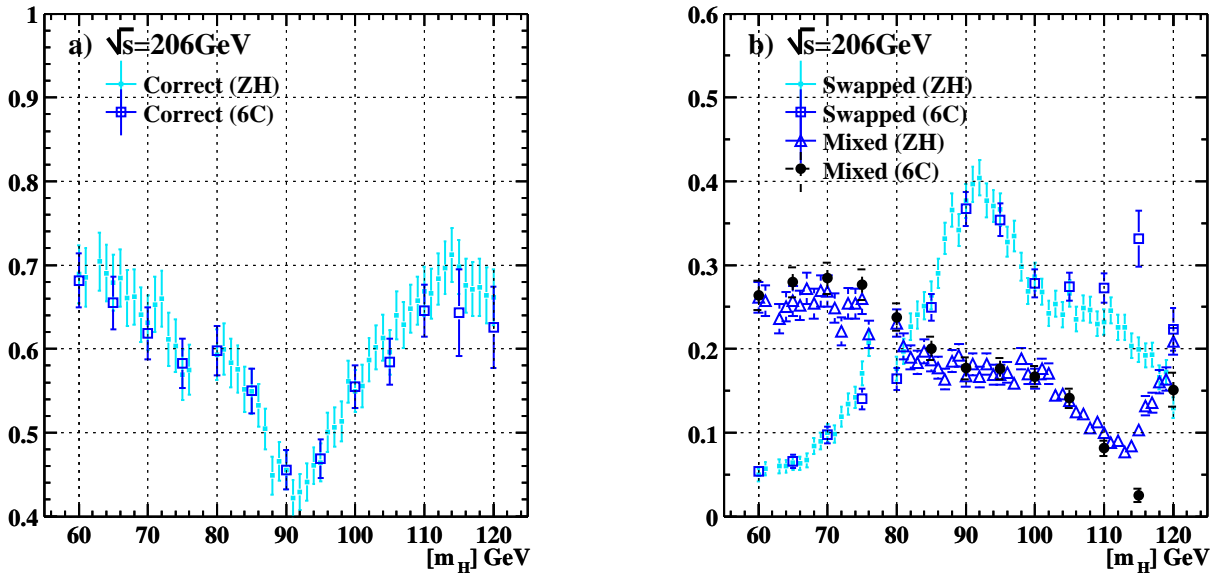 a) √s=206GeV
Correct (ZH)
Correct (6C)
1
0.9
0.8
0.7
0.6
0.5
0.4
60 70 80 90 100 110 120
[m_H] GeV
b) √s=206GeV
Swapped (ZH)
Swapped (6C)
Mixed (ZH)
Mixed (6C)
0.6
0.5
0.4
0.3
0.2
0.1
0
60 70 80 90 100 110 120
[m_H] GeV